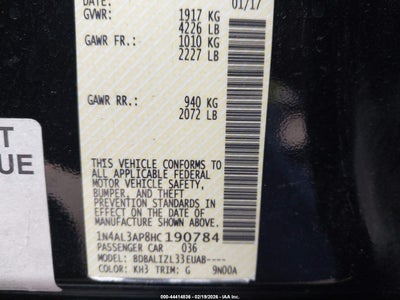 DATE: 01/17
GVWR: 1917 KG
4226 LB
GAWR FR: 1010 KG
2227 LB
GAWR RR: 940 KG
2072 LB
THIS VEHICLE CONFORMS TO
ALL APPLICABLE FEDERAL
MOTOR VEHICLE SAFETY,
BUMPER, AND THEFT
PREVENTION STANDARDS IN
EFFECT ON THE DATE OF
MANUFACTURE SHOWN ABOVE.
1N4AL3AP8HC190784
PASSENGER CAR 036
MODEL: BDBALIZL33EUAB----
COLOR: KH3 TRIM: G 9N00A
T
UE
000-44414836 - 02/19/2026 - 00:00:00